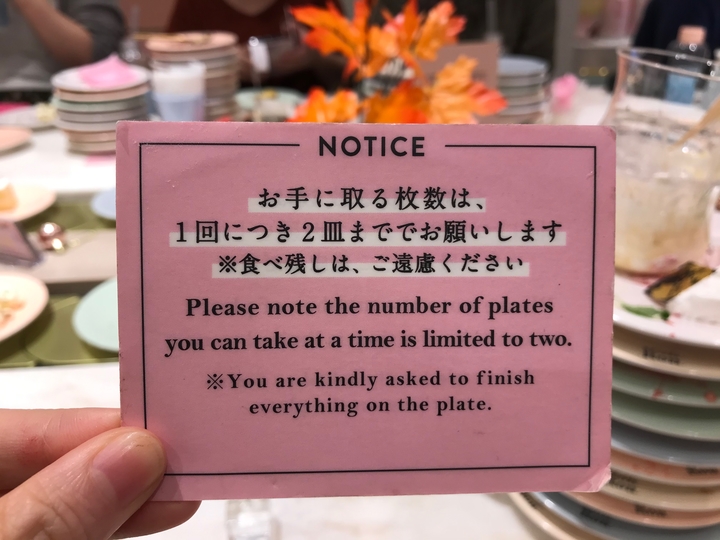 NOTICE
お手に取る枚数は、
1回につき2皿まででお願いします
※食べ残しは、ご遠慮ください
Please note the number of plates
you can take at a time is limited to two.
※You are kindly asked to finish
everything on the plate.